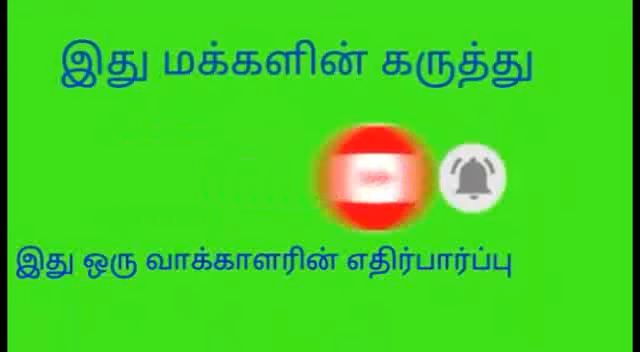 இது மக்களின் கருத்து
இது ஒரு வாக்காளரின் எதிர்பார்ப்பு